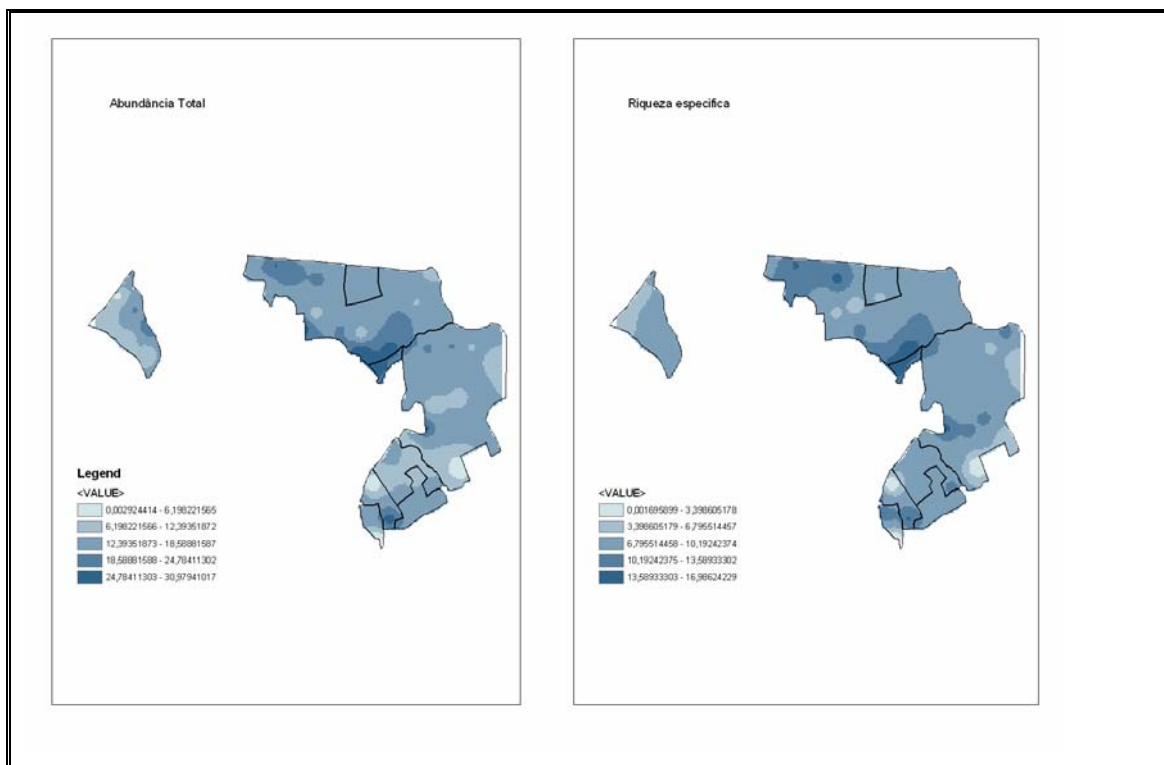 Abundância Total
Legend
<VALUE>
0,002924414 - 6,198221565
6,198221566 - 12,39351872
12,39351873 - 18,58881587
18,58881588 - 24,78411302
24,78411303 - 30,97941017
Riqueza especifica
<VALUE>
0,001695899 - 3,398605178
3,398605179 - 6,795514457
6,795514458 - 10,19242374
10,19242375 - 13,58933302
13,58933303 - 16,98624229